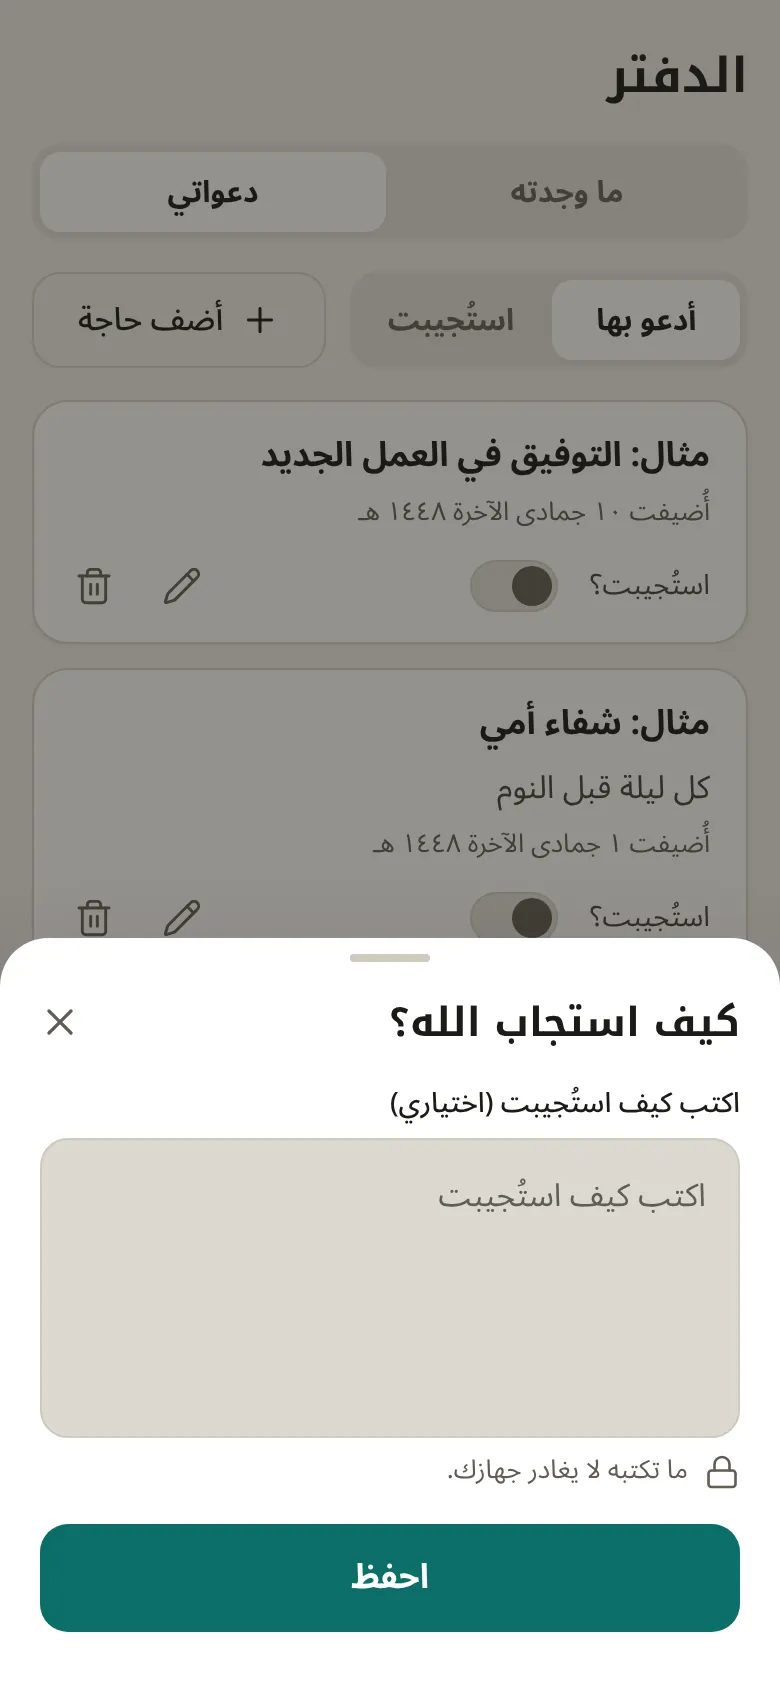 الدفتر
ما وجدته
دعواتي
أدعو بها
استُجيبت
أضف حاجة
مثال: التوفيق في العمل الجديد
أُضيفت ١٠ جمادى الآخرة ١٤٤٨ هـ
استُجيبت؟
مثال: شفاء أمي
كل ليلة قبل النوم
أُضيفت ١ جمادى الآخرة ١٤٤٨ هـ
استُجيبت؟
كيف استجاب الله؟
اكتب كيف استُجيبت (اختياري)
اكتب كيف استُجيبت
ما تكتبه لا يغادر جهازك.
احفظ